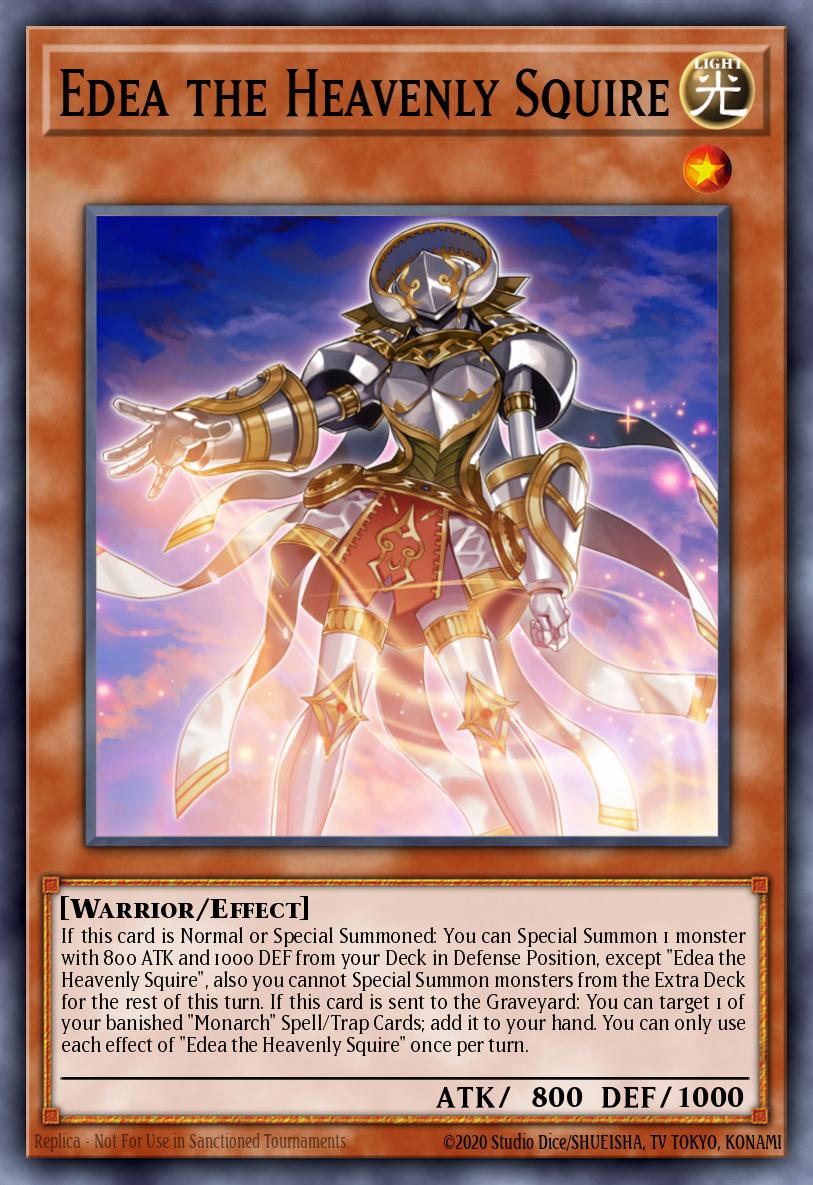 Edea the Heavenly Squire
LIGHT
光
[Warrior/Effect]
If this card is Normal or Special Summoned: You can Special Summon 1 monster
with 800 ATK and 1000 DEF from your Deck in Defense Position, except "Edea the
Heavenly Squire", also you cannot Special Summon monsters from the Extra Deck
for the rest of this turn. If this card is sent to the Graveyard: You can target 1 of
your banished "Monarch" Spell/Trap Cards; add it to your hand. You can only use
each effect of "Edea the Heavenly Squire" once per turn.
ATK/ 800 DEF/1000
Replica - Not For Use in Sanctioned Tournaments.
©2020 Studio Dice/SHUEISHA, TV TOKYO, KONAMI